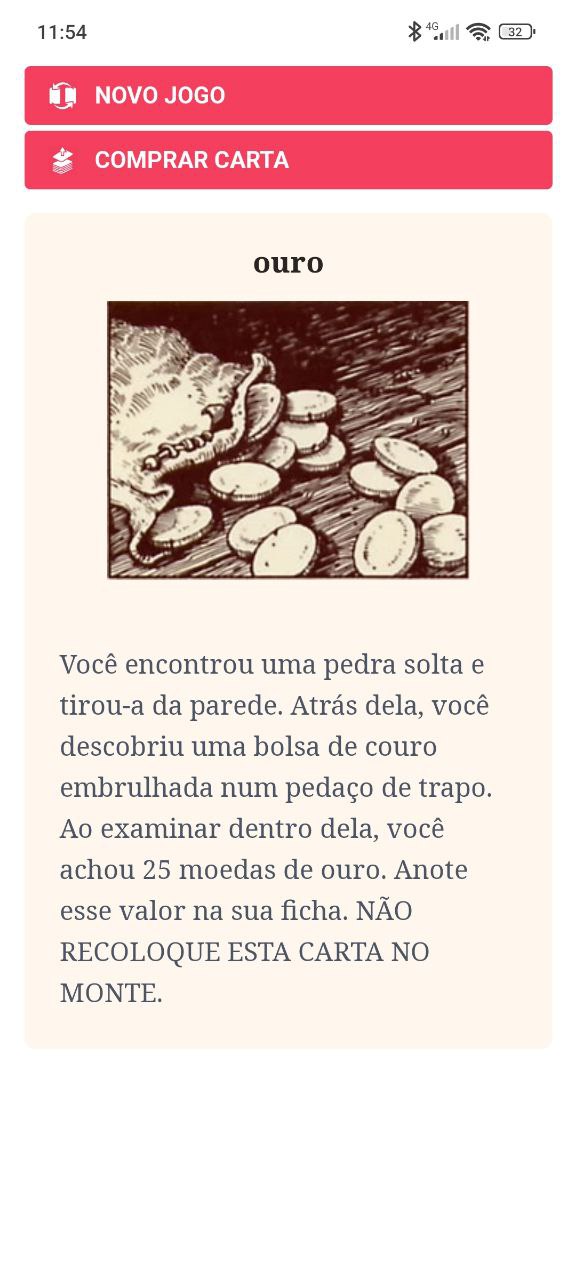 11:54
4G
32
NOVO JOGO
COMPRAR CARTA
ouro
Você encontrou uma pedra solta e
tirou-a da parede. Atrás dela, você
descobriu uma bolsa de couro
embrulhada num pedaço de trapo.
Ao examinar dentro dela, você
achou 25 moedas de ouro. Anote
esse valor na sua ficha. NÃO
RECOLOQUE ESTA CARTA NO
MONTE.